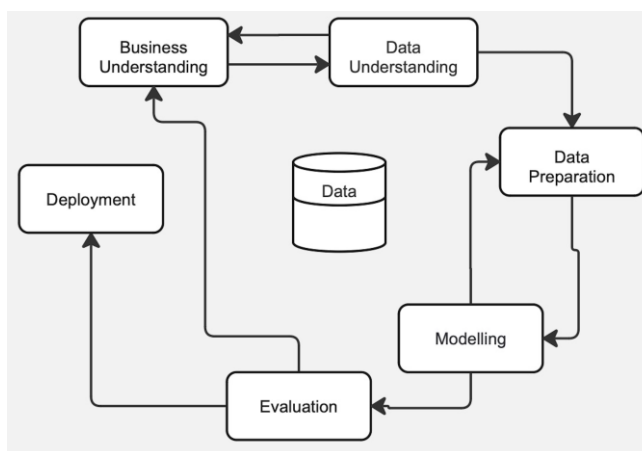 Business
Understanding
Data
Understanding
Data
Preparation
Data
Deployment
Modelling
Evaluation